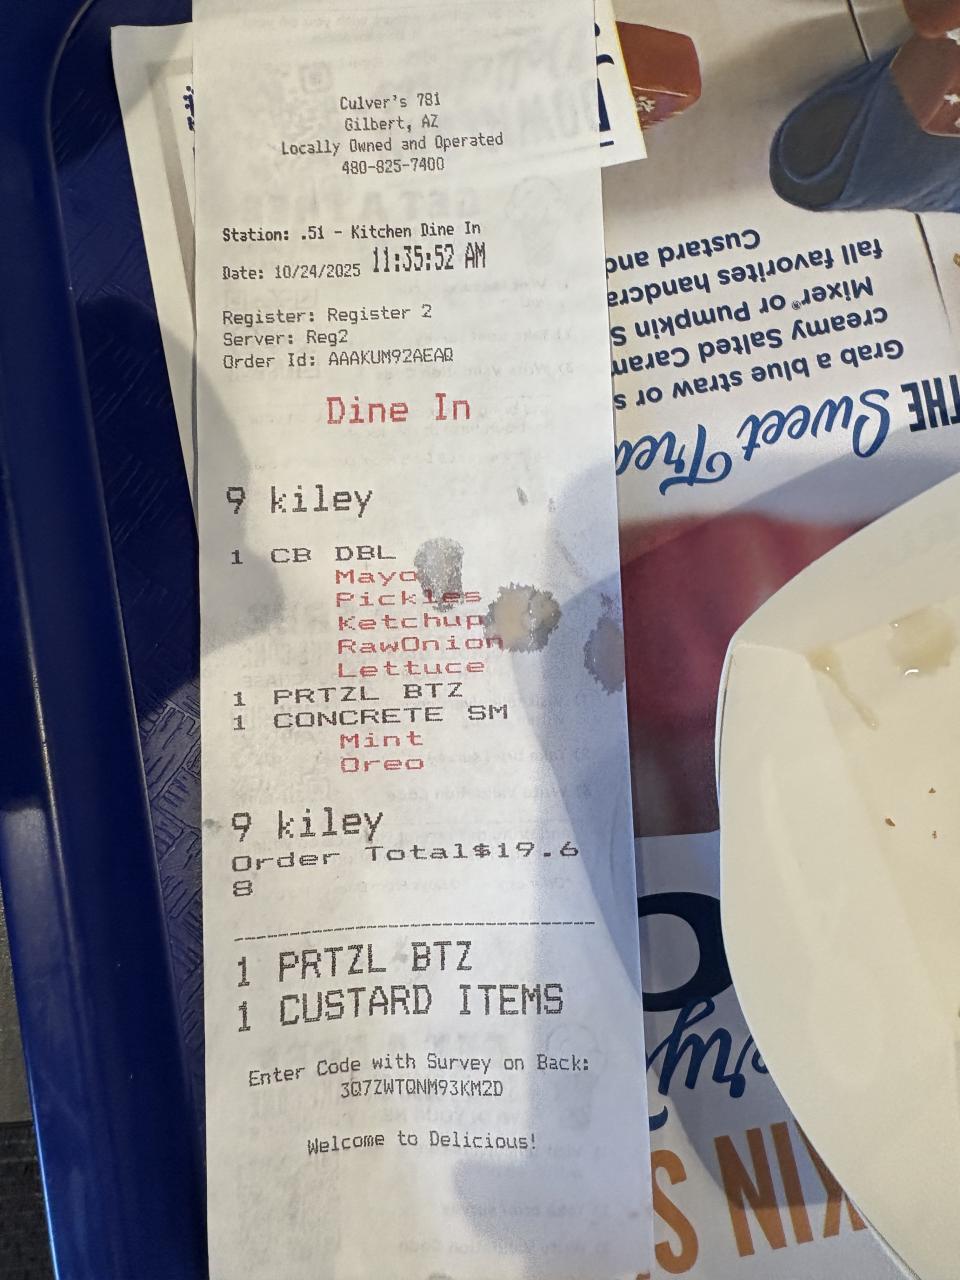 Culver's 781
Gilbert, AZ
Locally Owned and Operated
480-825-7400
Station: .51 - Kitchen Dine In
Date: 10/24/2025 11:35:52 AM
Register: Register 2
Server: Reg2
Order Id: AAAKUM92AEAQ
Dine In
9 kiley
1 CB DBL
Mayo
Pickles
Ketchup
RawOnion
Lettuce
1 PRTZL BTZ
1 CONCRETE SM
Mint
Oreo
9 kiley
Order Total$19.6
8
1 PRTZL BTZ
1 CUSTARD ITEMS
Enter Code with Survey on Back:
3Q7ZWTQNM93KM2D
Welcome to Delicious!
THE Sweet
Grab a blue straw or s
creamy Salted Caram
Mixer® or Pumpkin S
fall favorites handcra
Custard and